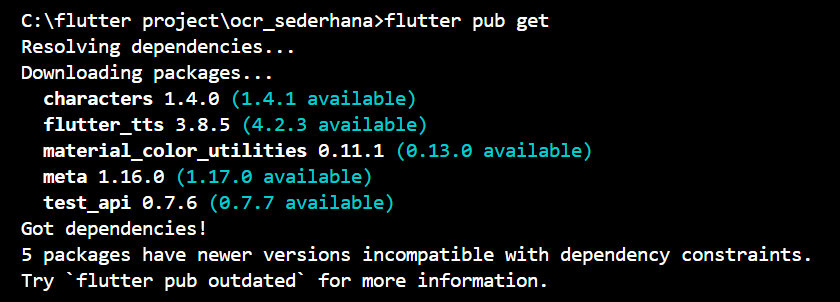 C:\flutter project\ocr_sederhana>flutter pub get
Resolving dependencies...
Downloading packages...
  characters 1.4.0 (1.4.1 available)
  flutter_tts 3.8.5 (4.2.3 available)
  material_color_utilities 0.11.1 (0.13.0 available)
  meta 1.16.0 (1.17.0 available)
  test_api 0.7.6 (0.7.7 available)
Got dependencies!
5 packages have newer versions incompatible with dependency constraints.
Try `flutter pub outdated` for more information.